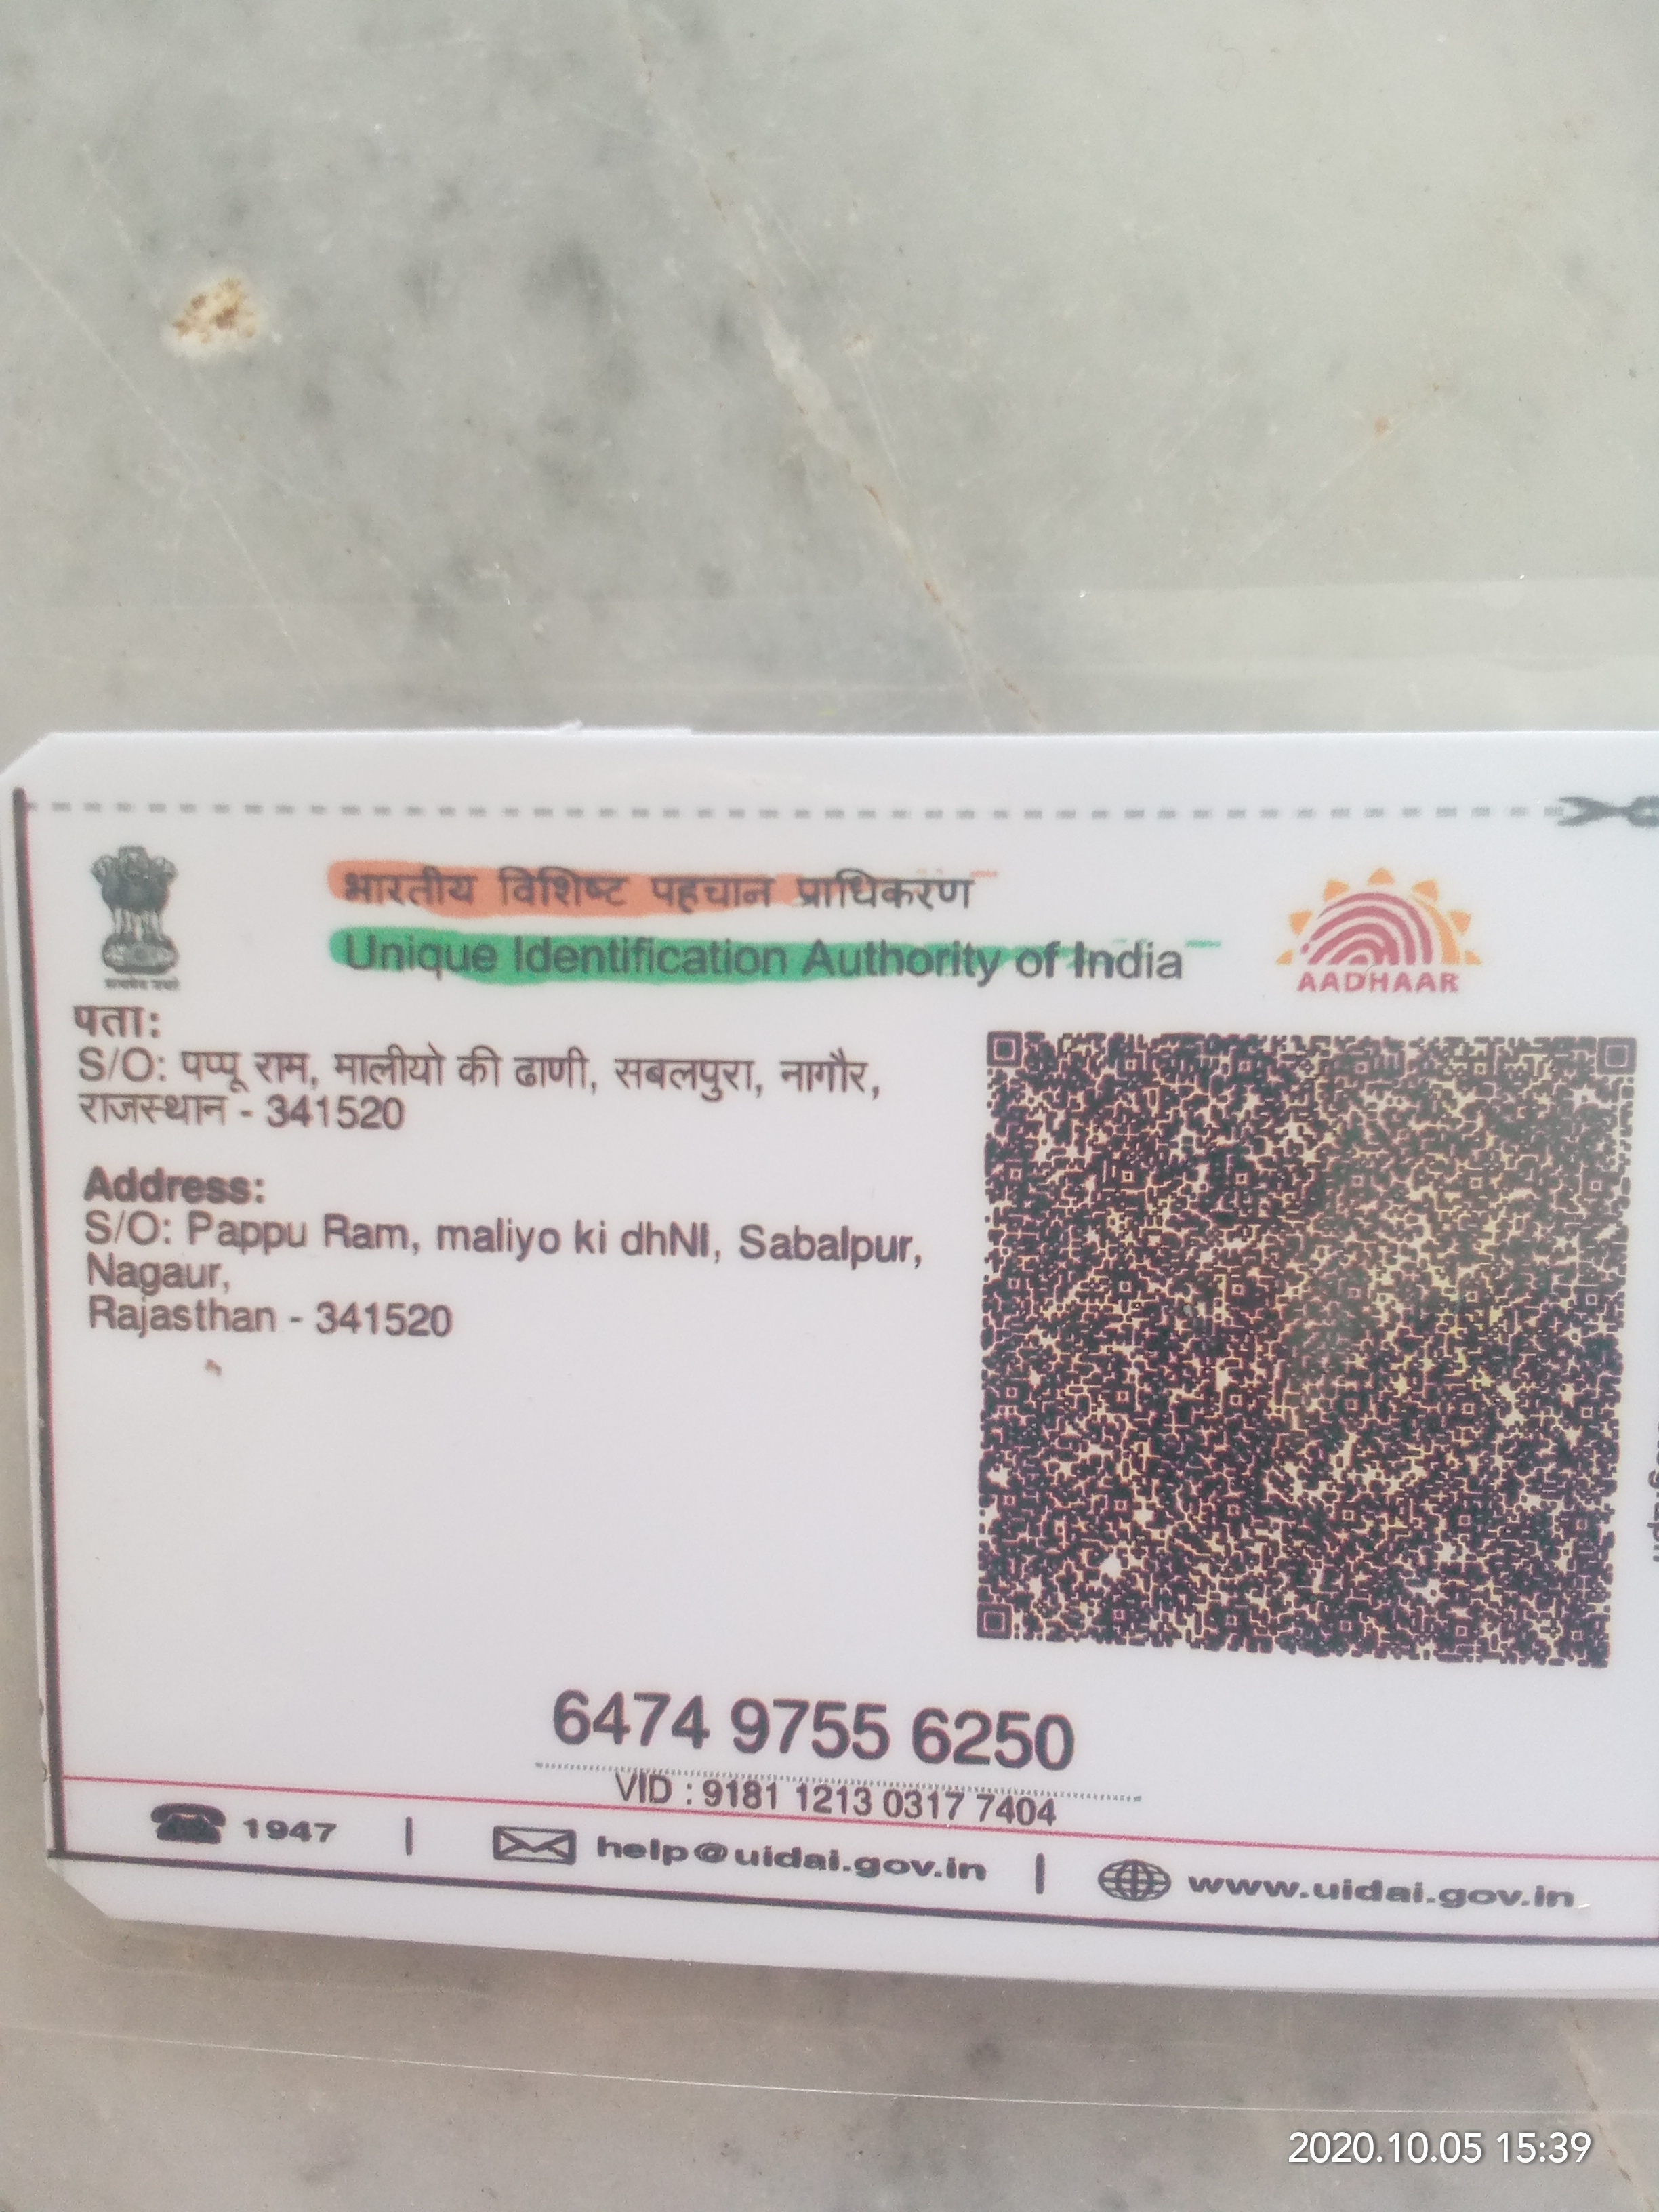 भारतीय विशिष्ट पहचान प्राधिकरण
Unique Identification Authority of India
AADHAAR
पता:
S/O: पप्पू राम, मालीयो की ढाणी, सबलपुरा, नागौर,
राजस्थान - 341520
Address:
S/O: Pappu Ram, maliyo ki dhNI, Sabalpur,
Nagaur,
Rajasthan - 341520
6474 9755 6250
VID : 9181 1213 0317 7404
1947 | help@uidai.gov.in | www.uidai.gov.in
2020.10.05 15:39